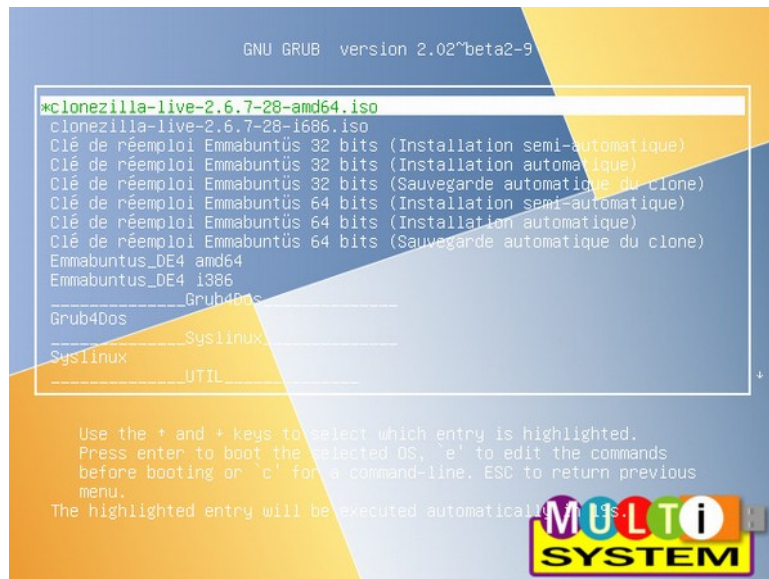 GNU GRUB version 2.02~beta2-9
*clonezilla-live-2.6.7-28-amd64.iso
clonezilla-live-2.6.7-28-i686.iso
Clé de réemploi Emmabuntüs 32 bits (Installation semi-automatique)
Clé de réemploi Emmabuntüs 32 bits (Installation automatique)
Clé de réemploi Emmabuntüs 32 bits (Sauvegarde automatique du clone)
Clé de réemploi Emmabuntüs 64 bits (Installation semi-automatique)
Clé de réemploi Emmabuntüs 64 bits (Installation automatique)
Clé de réemploi Emmabuntüs 64 bits (Sauvegarde automatique du clone)
Emmabuntus_DE4 amd64
Emmabuntus_DE4 i386
______________Grub4Dos______________
Grub4Dos
______________Syslinux______________
Syslinux
______________UTIL______________
↓
Use the ↑ and ↓ keys to select which entry is highlighted.
Press enter to boot the selected OS, `e' to edit the commands
before booting or `c' for a command-line. ESC to return previous
menu.
The highlighted entry will be executed automatically in 19s.
MULTi
SYSTEM